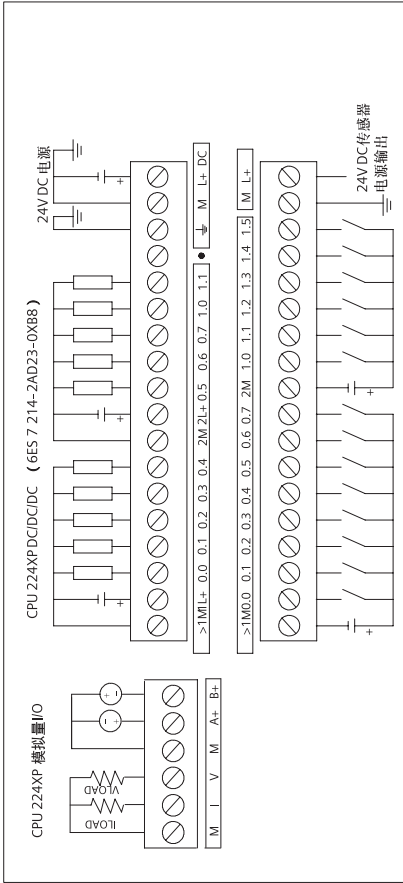 CPU 224XP 模拟量I/O
ILOAD
VLOAD
M I V M A+ B+
CPU 224XP DC/DC/DC （6ES 7 214-2AD23-0XB8）
24V DC 电源
>1M1L+ 0.0 0.1 0.2 0.3 0.4 2M 2L+ 0.5 0.6 0.7 1.0 1.1 • M L+ DC
>1M0.0 0.1 0.2 0.3 0.4 0.5 0.6 0.7 2M 1.0 1.1 1.2 1.3 1.4 1.5 M L+
24V DC传感器
电源输出